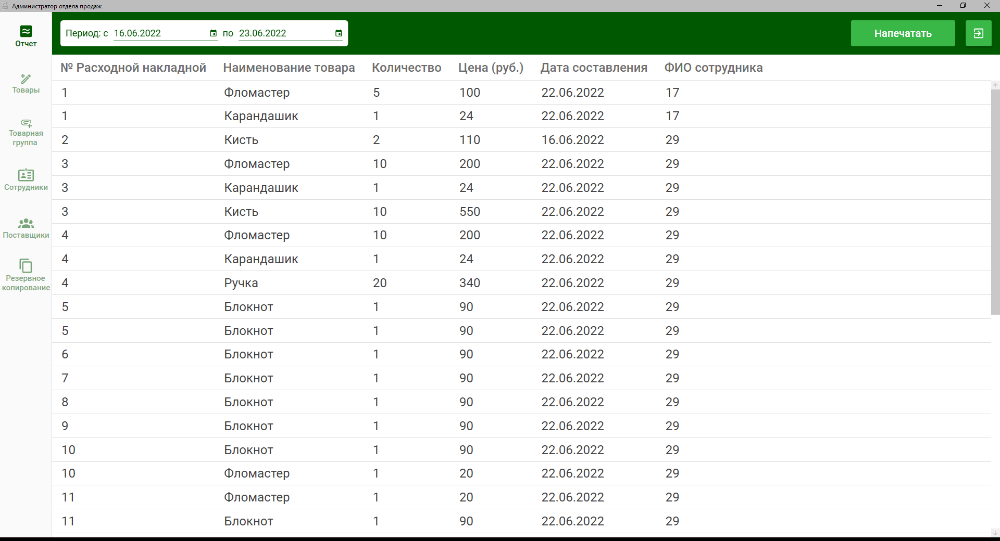 Администратор отдела продаж
Отчет
Товары
Товарная
группа
Сотрудники
Поставщики
Резервное
копирование
Период: с 16.06.2022 по 23.06.2022
Напечатать
№ Расходной накладной Наименование товара Количество Цена (руб.) Дата составления ФИО сотрудника
1 Фломастер 5 100 22.06.2022 17
1 Карандашик 1 24 22.06.2022 17
2 Кисть 2 110 16.06.2022 29
3 Фломастер 10 200 22.06.2022 29
3 Карандашик 1 24 22.06.2022 29
3 Кисть 10 550 22.06.2022 29
4 Фломастер 10 200 22.06.2022 29
4 Карандашик 1 24 22.06.2022 29
4 Ручка 20 340 22.06.2022 29
5 Блокнот 1 90 22.06.2022 29
5 Блокнот 1 90 22.06.2022 29
6 Блокнот 1 90 22.06.2022 29
7 Блокнот 1 90 22.06.2022 29
8 Блокнот 1 90 22.06.2022 29
9 Блокнот 1 90 22.06.2022 29
10 Блокнот 1 90 22.06.2022 29
10 Фломастер 1 20 22.06.2022 29
11 Фломастер 1 20 22.06.2022 29
11 Блокнот 1 90 22.06.2022 29